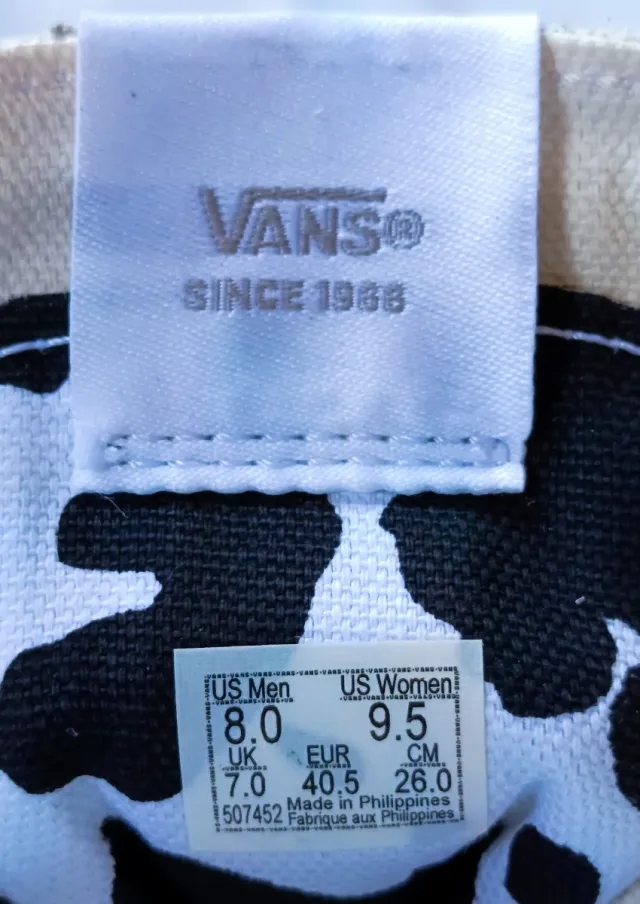 VANS®
SINCE 1966
US Men US Women
8.0 9.5
UK EUR CM
7.0 40.5 26.0
507452 Made in Philippines
Fabrique aux Philippines